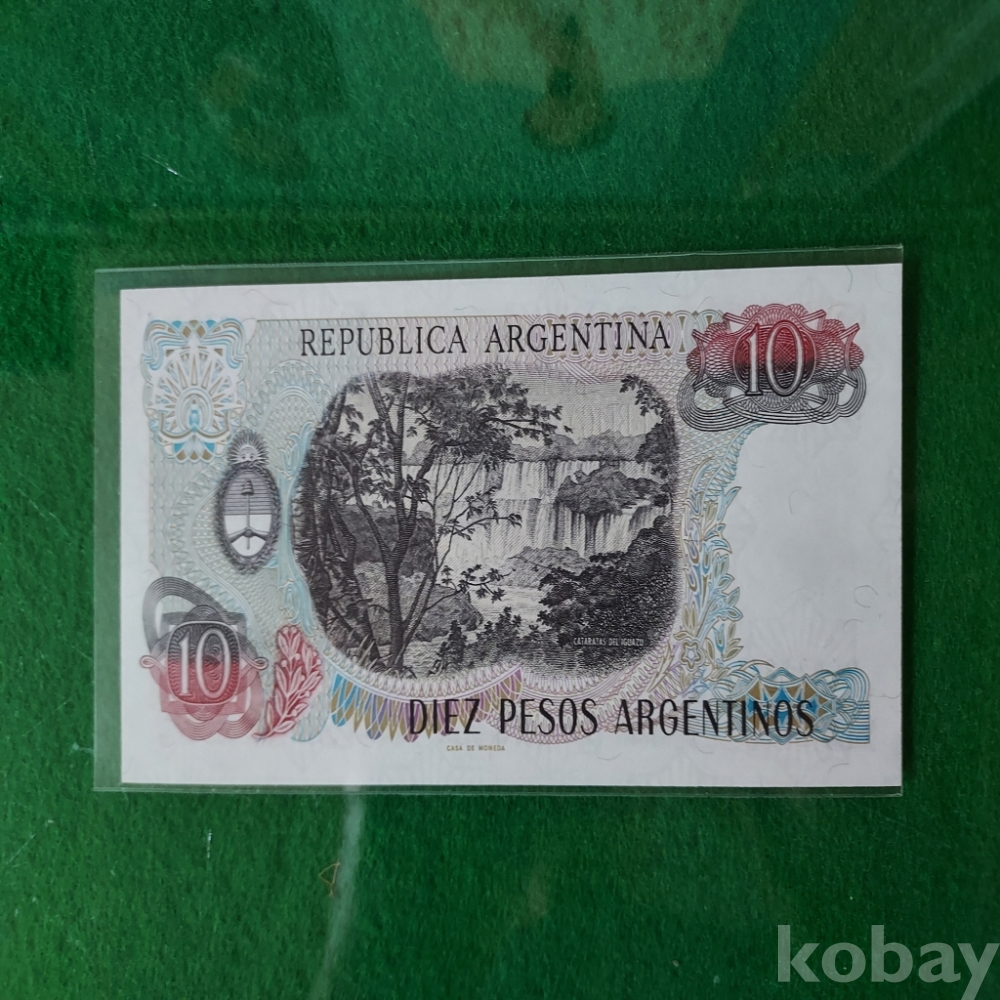 REPUBLICA ARGENTINA
10
10
CATARATAS DEL IGUAZU
DIEZ PESOS ARGENTINOS
CASA DE MONEDA
kobay